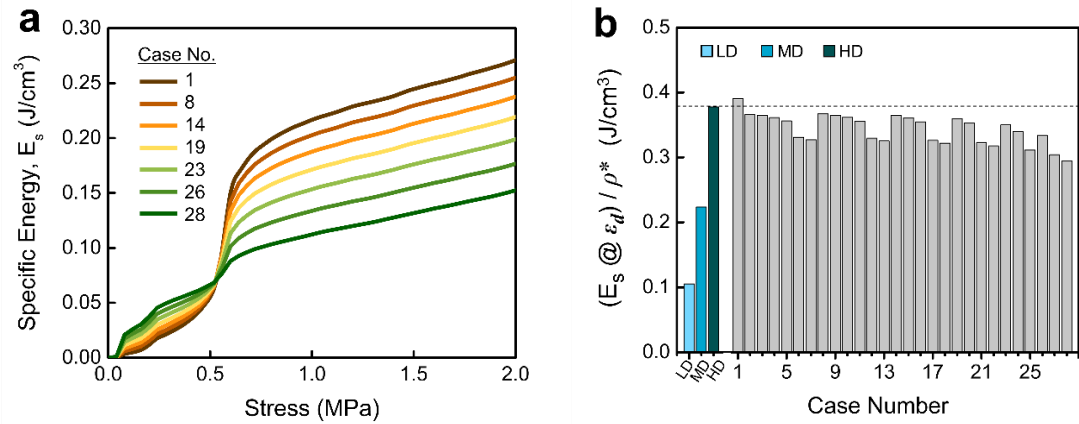 a
Specific Energy, Eₛ (J/cm³)
0.30
0.25
0.20
0.15
0.10
0.05
0.00
Case No.
1
8
14
19
23
26
28
0.0 0.5 1.0 1.5 2.0
Stress (MPa)
b
(Eₛ @ ε_d) / ρ* (J/cm³)
0.5
0.4
0.3
0.2
0.1
0.0
LD MD HD
LD MD HD 1 5 9 13 17 21 25
Case Number